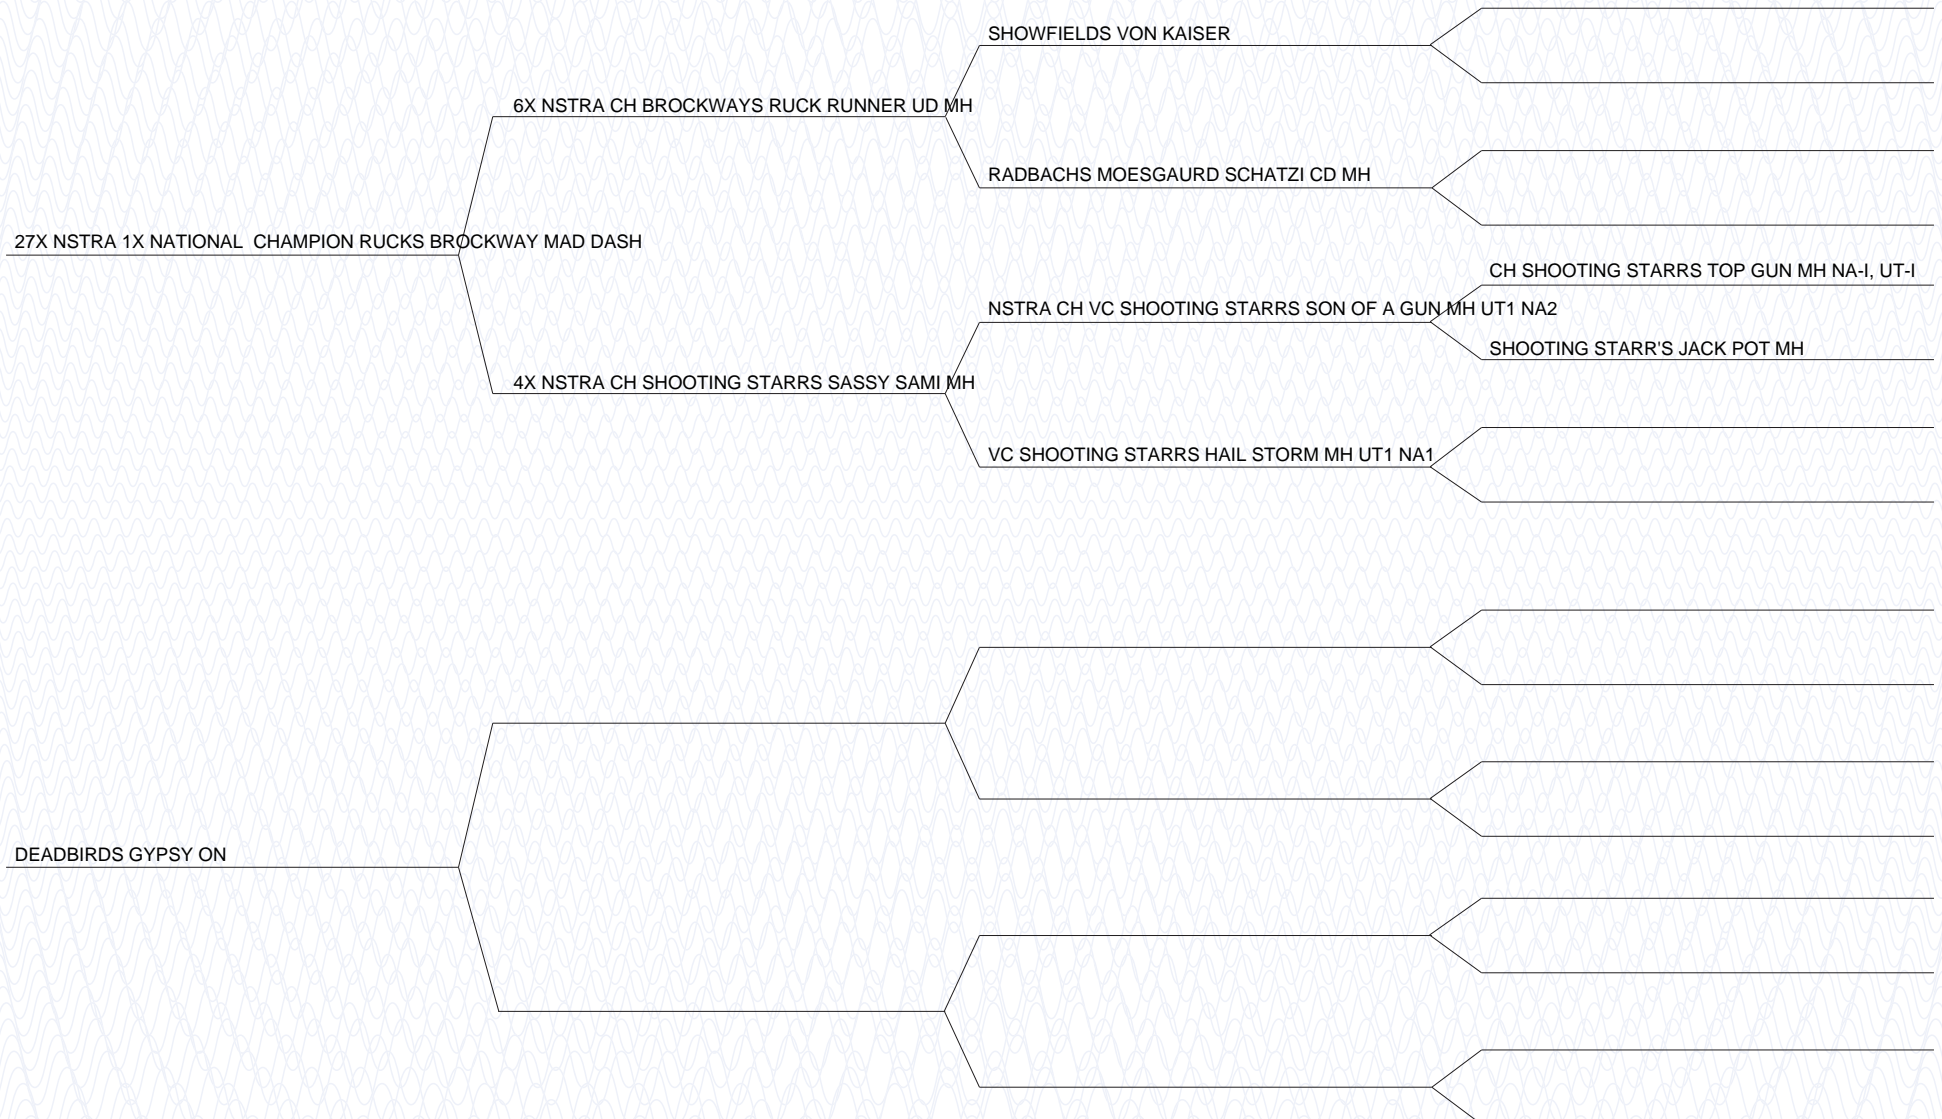 SHOWFIELDS VON KAISER
6X NSTRA CH BROCKWAYS RUCK RUNNER UD MH
RADBACHS MOESGAURD SCHATZI CD MH
27X NSTRA 1X NATIONAL  CHAMPION RUCKS BROCKWAY MAD DASH
CH SHOOTING STARRS TOP GUN MH NA-I, UT-I
NSTRA CH VC SHOOTING STARRS SON OF A GUN MH UT1 NA2
SHOOTING STARR'S JACK POT MH
4X NSTRA CH SHOOTING STARRS SASSY SAMI MH
VC SHOOTING STARRS HAIL STORM MH UT1 NA1
DEADBIRDS GYPSY ON